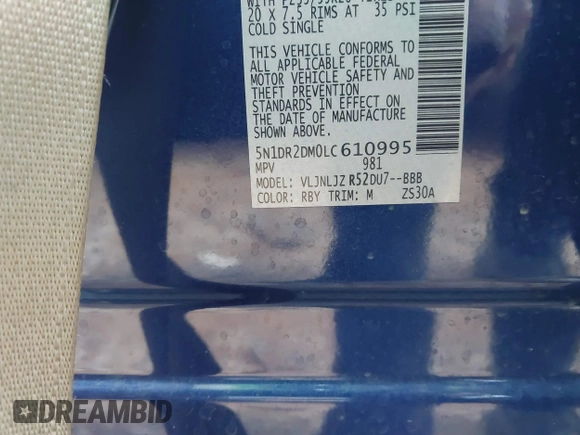 20 x 7.5 RIMS AT 35 PSI
COLD SINGLE
THIS VEHICLE CONFORMS TO
ALL APPLICABLE FEDERAL
MOTOR VEHICLE SAFETY AND
THEFT PREVENTION
STANDARDS IN EFFECT ON
THE DATE OF MANUFACTURE
SHOWN ABOVE.
5N1DR2DM0LC610995
MPV 981
MODEL: VLJNLJZ R52DU7--BBB
COLOR: RBY TRIM: M ZS30A
DREAMBID